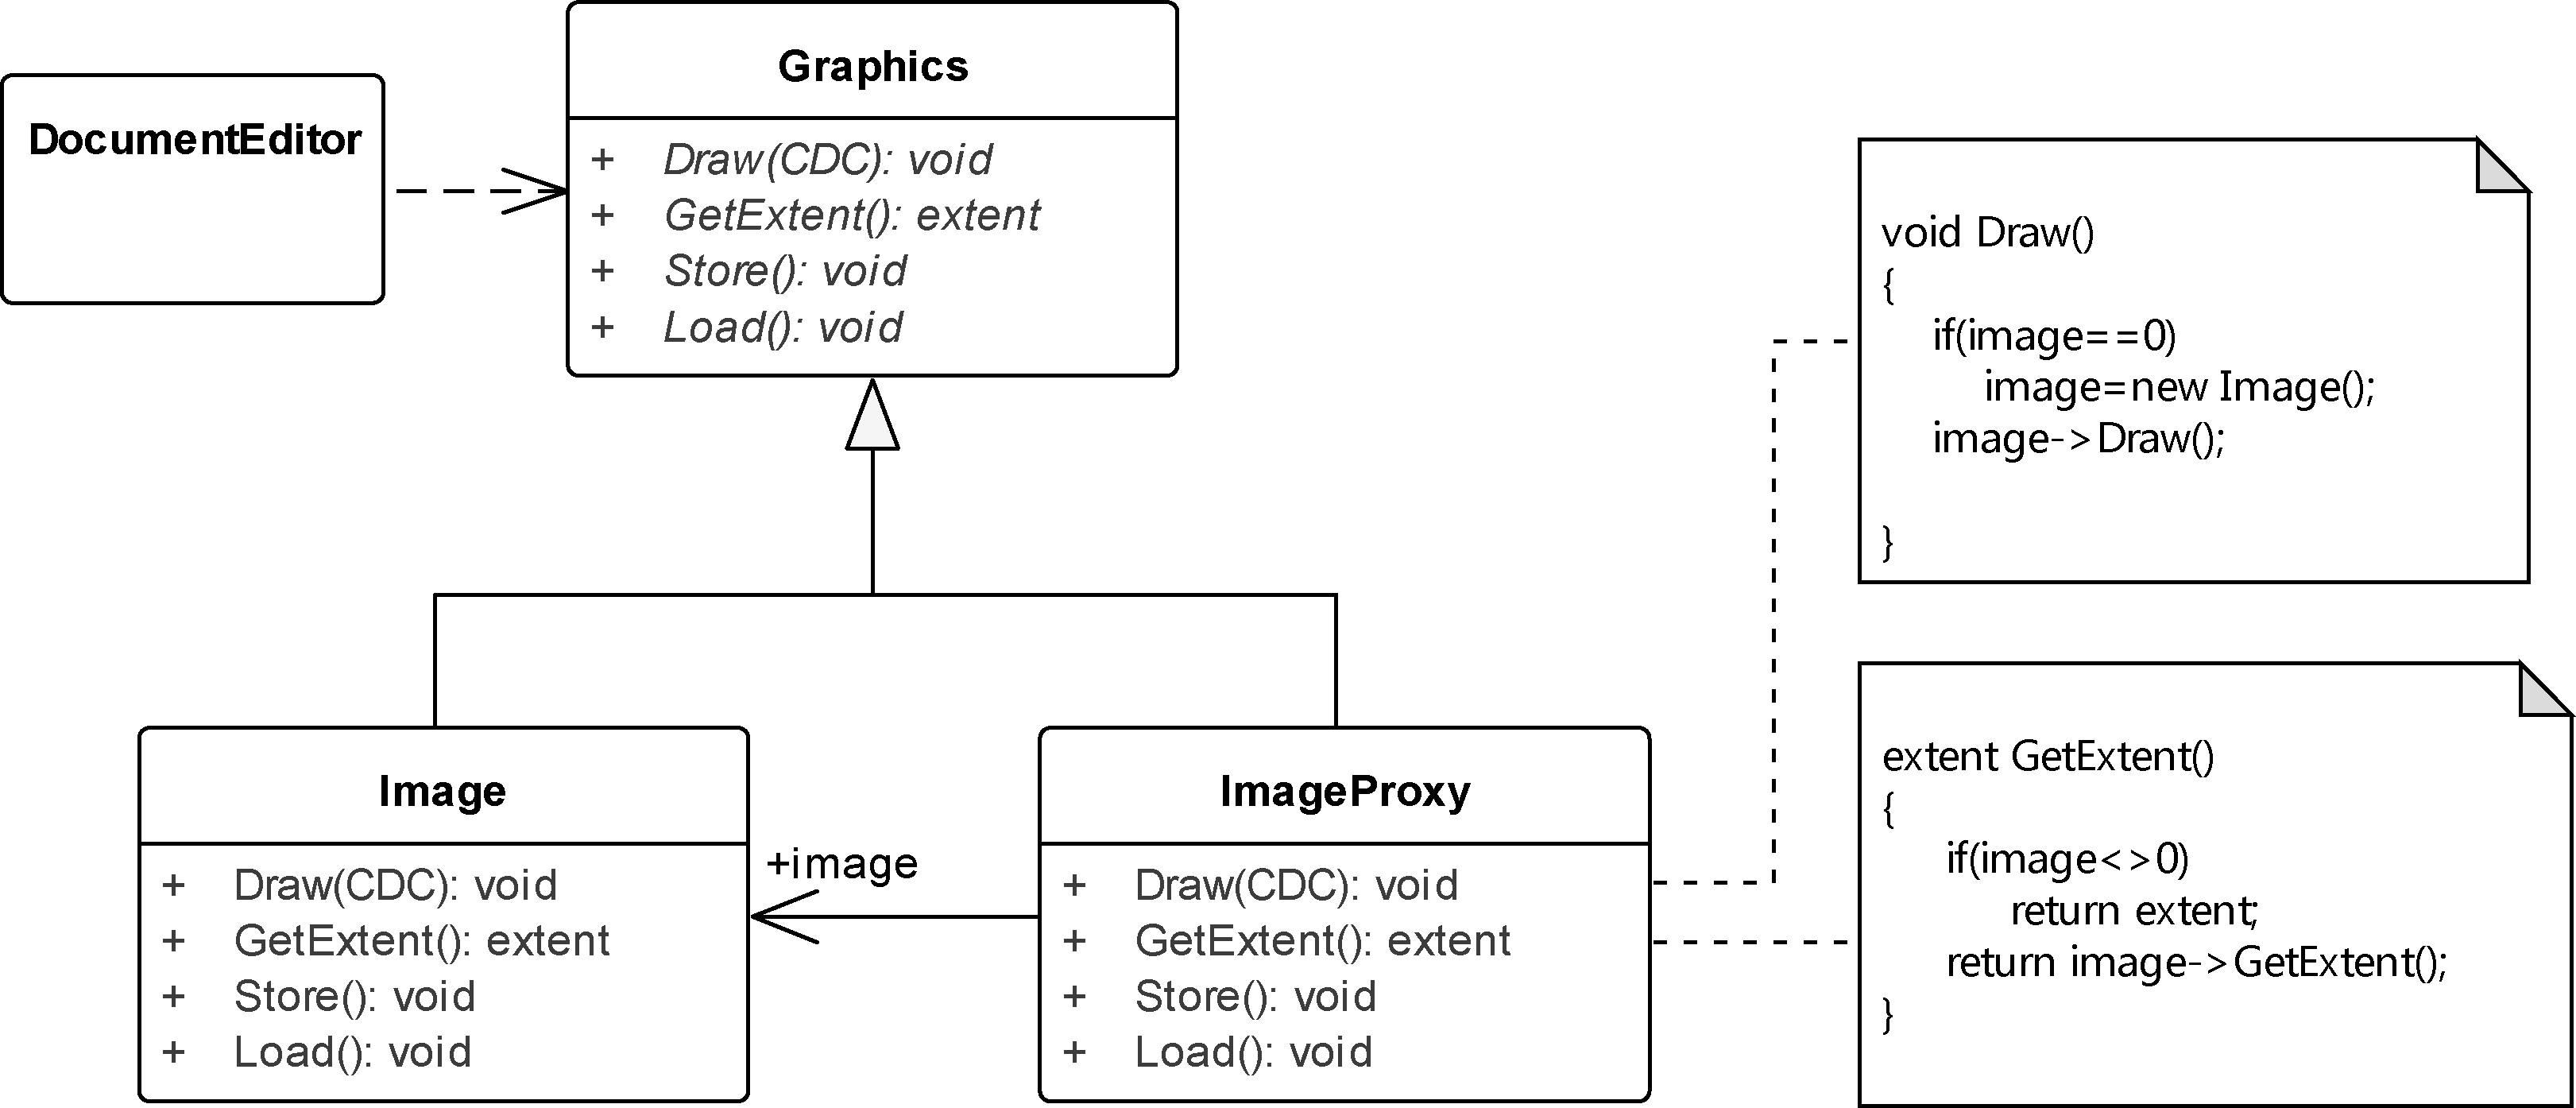 DocumentEditor
Graphics
+ Draw(CDC): void
+ GetExtent(): extent
+ Store(): void
+ Load(): void
Image
+ Draw(CDC): void
+ GetExtent(): extent
+ Store(): void
+ Load(): void
+image
ImageProxy
+ Draw(CDC): void
+ GetExtent(): extent
+ Store(): void
+ Load(): void
void Draw()
{
if(image==0)
image=new Image();
image->Draw();
}
extent GetExtent()
{
if(image<>0)
return extent;
return image->GetExtent();
}